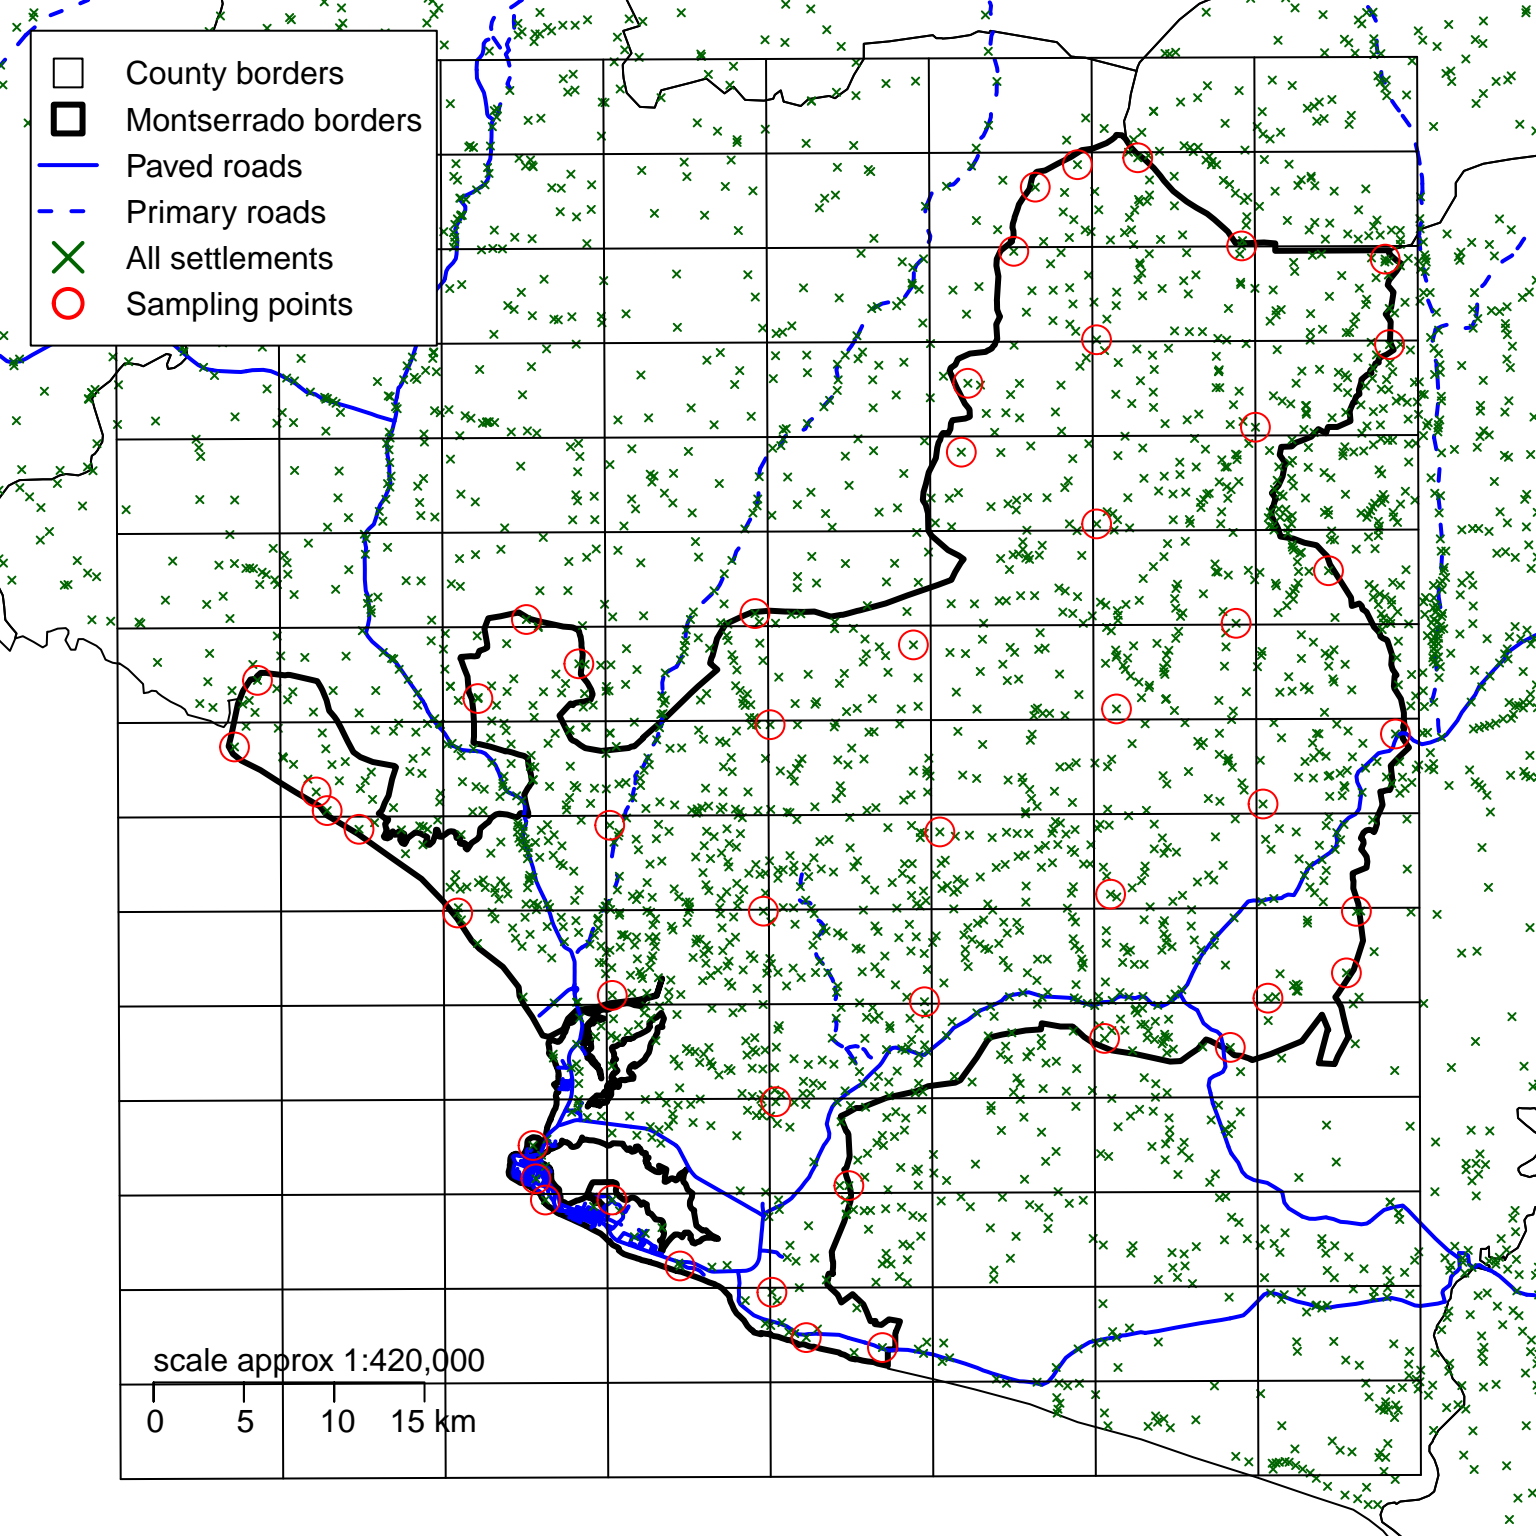 County borders
Montserrado borders
Paved roads
Primary roads
All settlements
Sampling points
scale approx 1:420,000
0 5 10 15 km